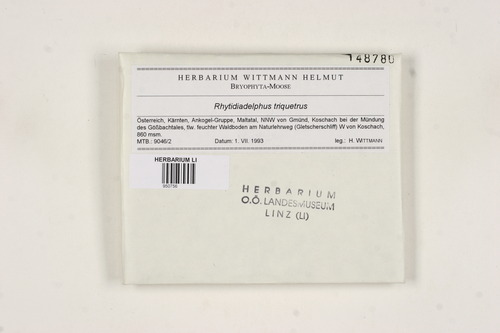 48780
HERBARIUM WITTMANN HELMUT
BRYOPHYTA-MOOSE
Rhytidiadelphus triquetrus
Österreich, Kärnten, Ankogel-Gruppe, Maltatal, NNW von Gmünd, Koschach bei der Mündung
des Gößbachtales, tlw. feuchter Waldboden am Naturlehrweg (Gletscherschliff) W von Koschach,
860 msm.
MTB.: 9046/2 Datum: 1. VII. 1993 leg.: H. WITTMANN
HERBARIUM LI
HERBARIUM
O.Ö. LANDESMUSEUM
LINZ (LI)